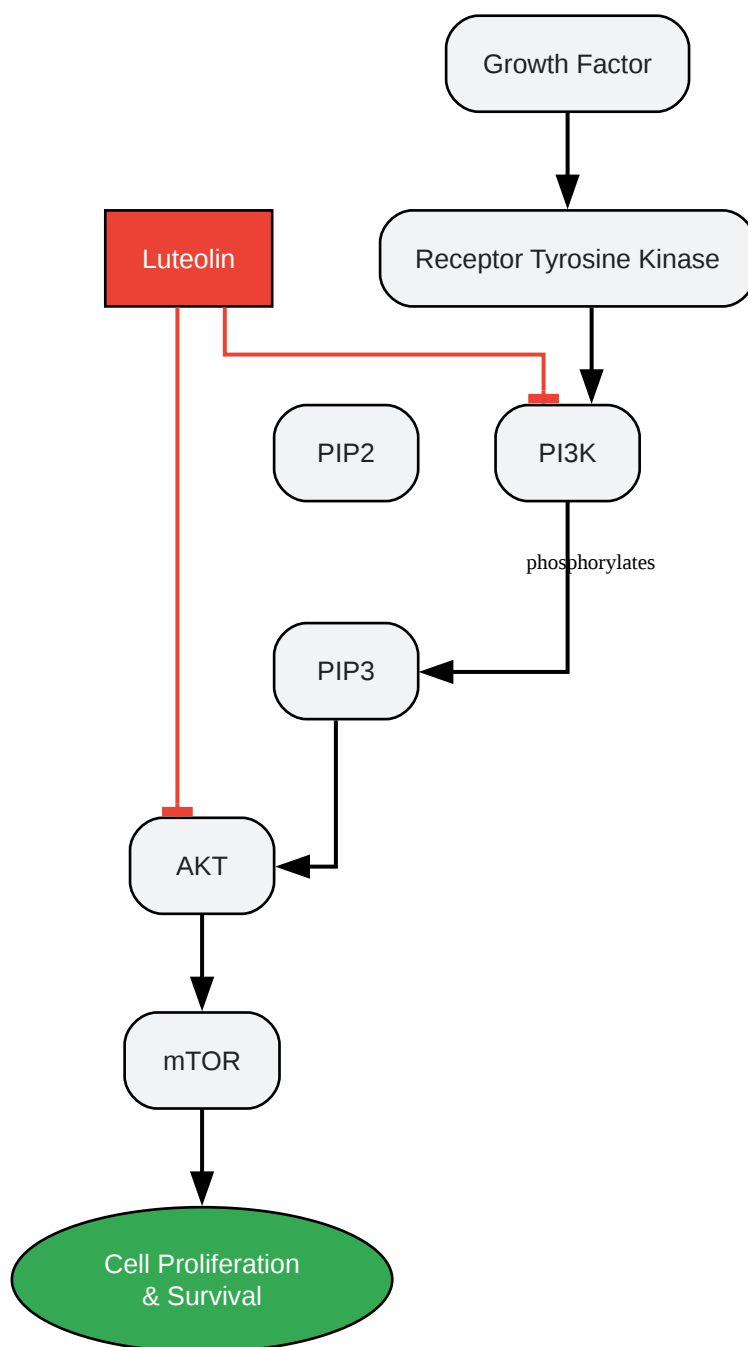 Growth Factor
Luteolin
Receptor Tyrosine Kinase
PIP2
PI3K
phosphorylates
PIP3
AKT
mTOR
Cell Proliferation
& Survival